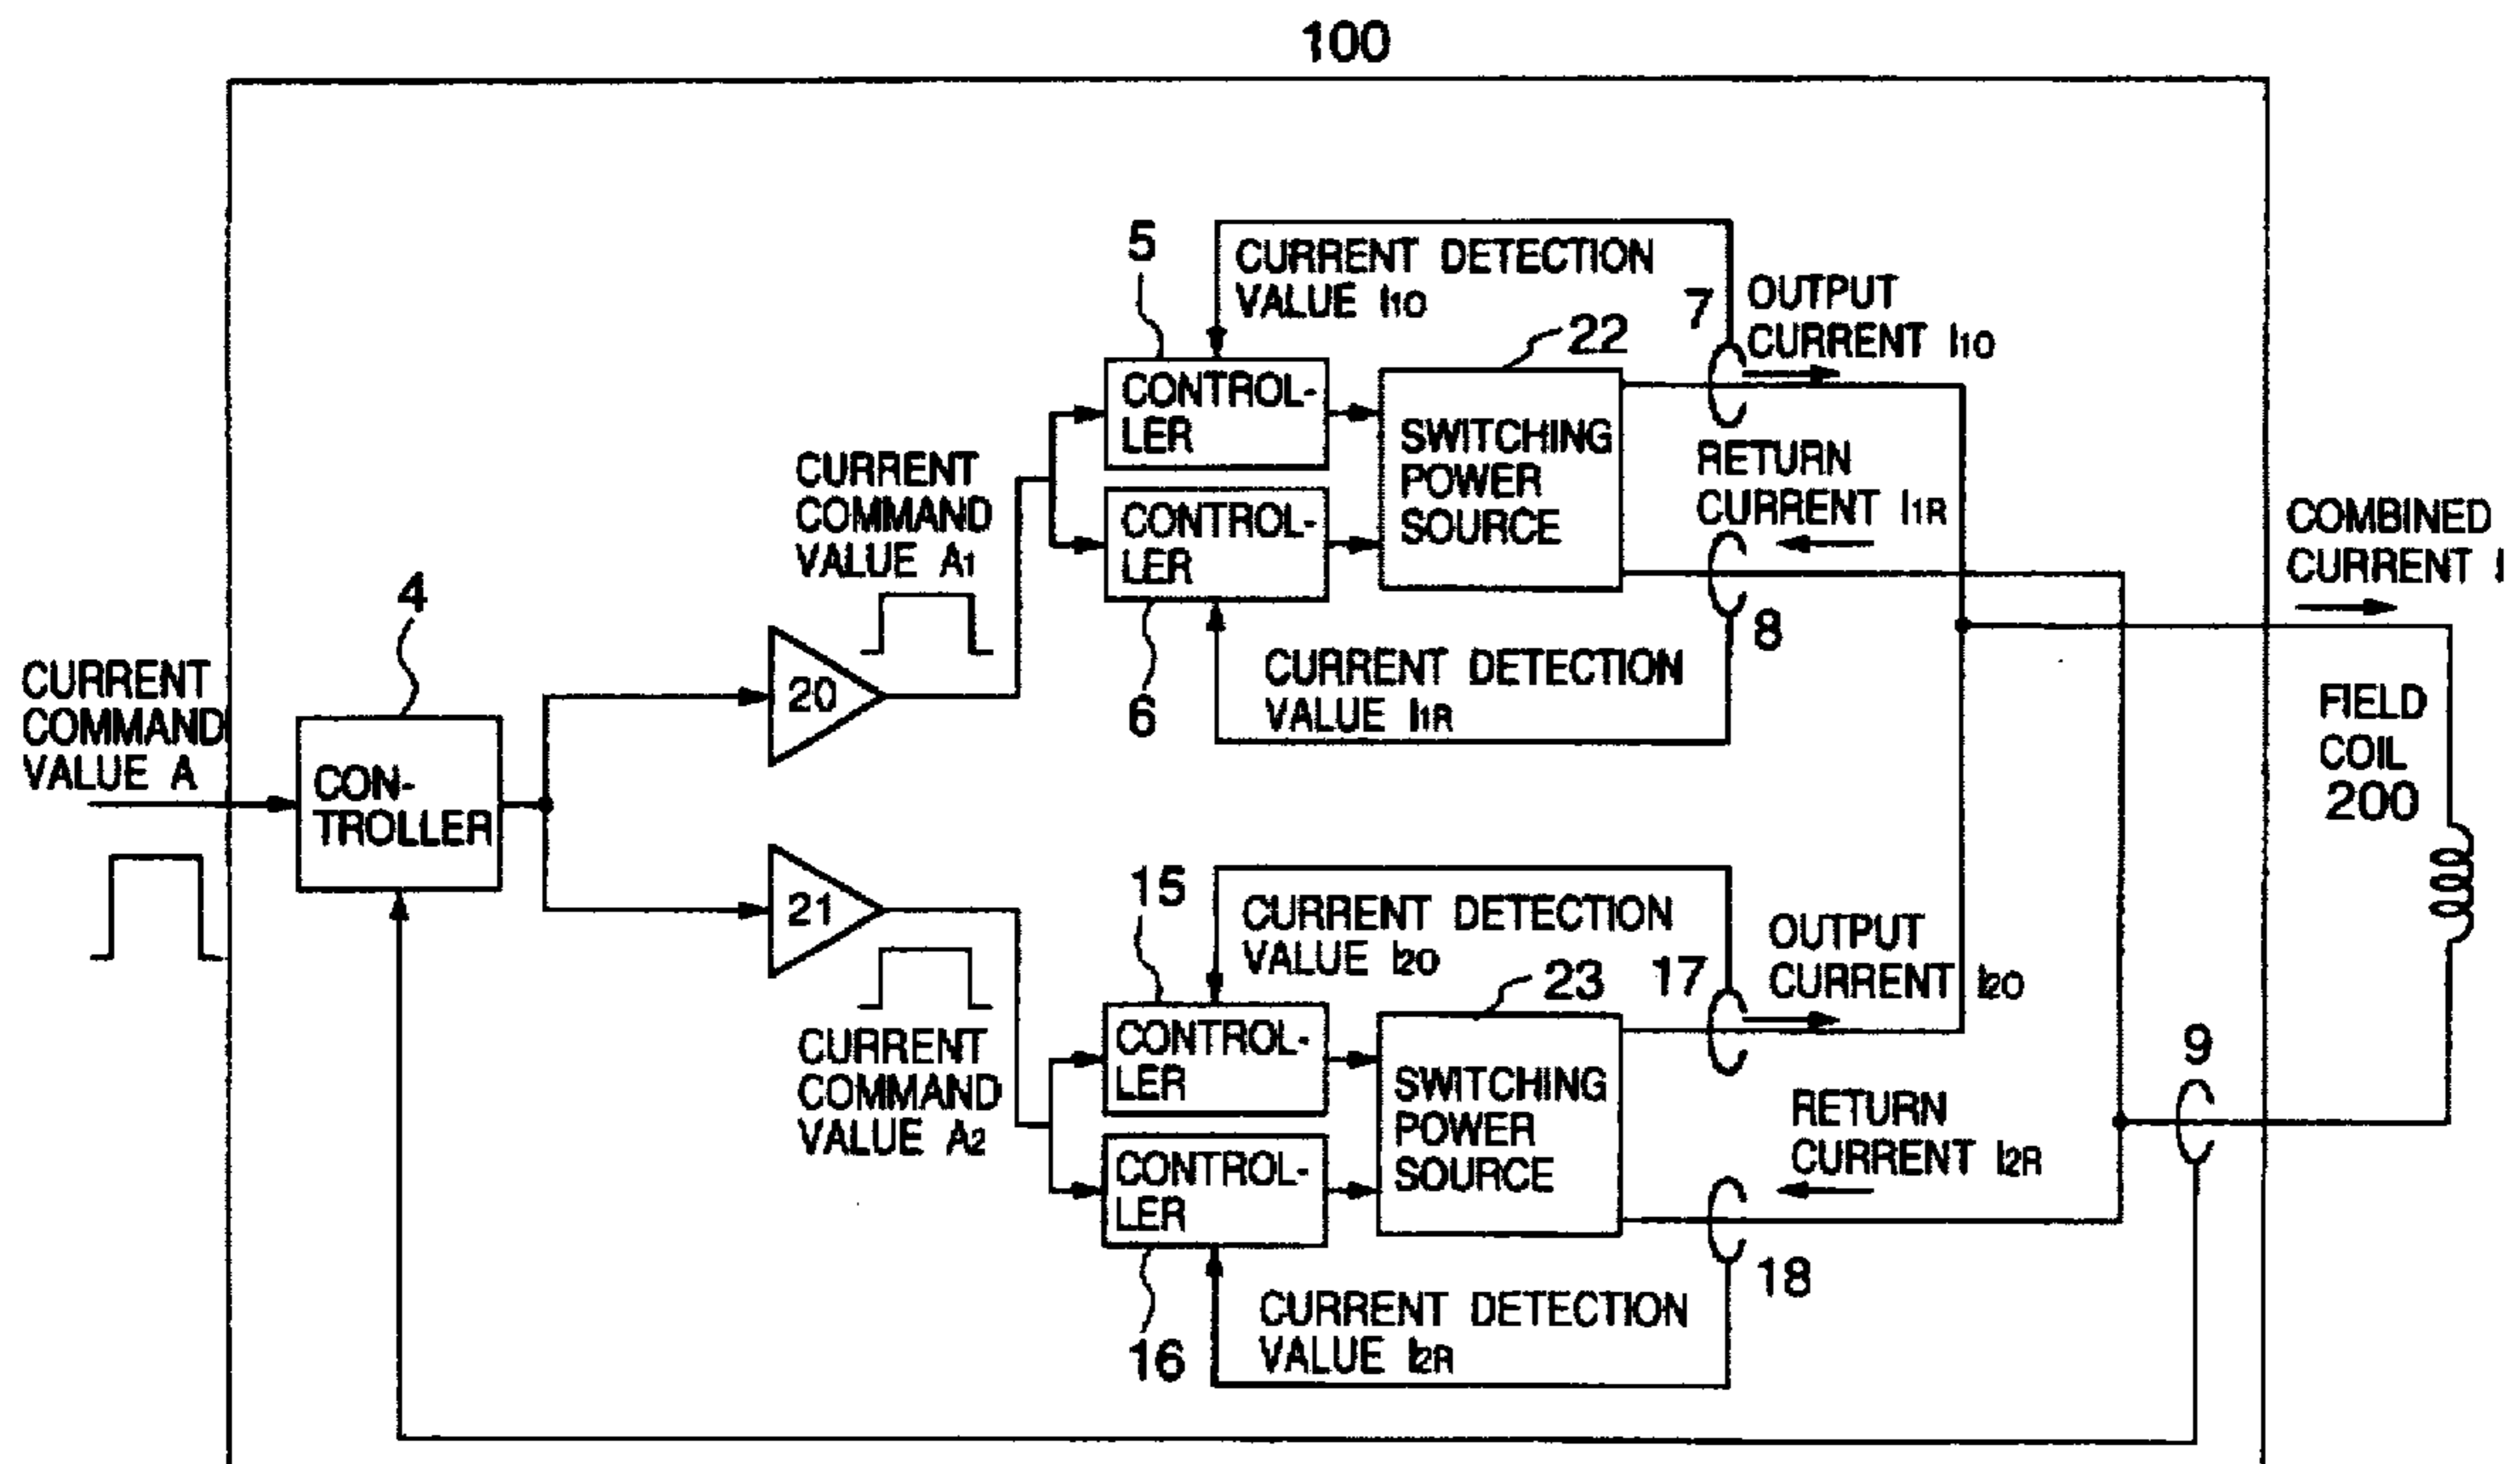 100
5
CURRENT DETECTION
VALUE I1O
7
OUTPUT
CURRENT I1O
22
CONTROL-
LER
SWITCHING
POWER
SOURCE
CURRENT
COMMAND
VALUE A1
RETURN
CURRENT I1R
CONTROL-
LER
COMBINED
CURRENT I
4
8
20
6
CURRENT DETECTION
VALUE I1R
CURRENT
COMMAND
VALUE A
FIELD
COIL
200
CON-
TROLLER
21
15
CURRENT DETECTION
VALUE I2O
17
OUTPUT
CURRENT I2O
23
CURRENT
COMMAND
VALUE A2
CONTROL-
LER
SWITCHING
POWER
SOURCE
9
RETURN
CURRENT I2R
CONTROL-
LER
18
16
CURRENT DETECTION
VALUE I2R